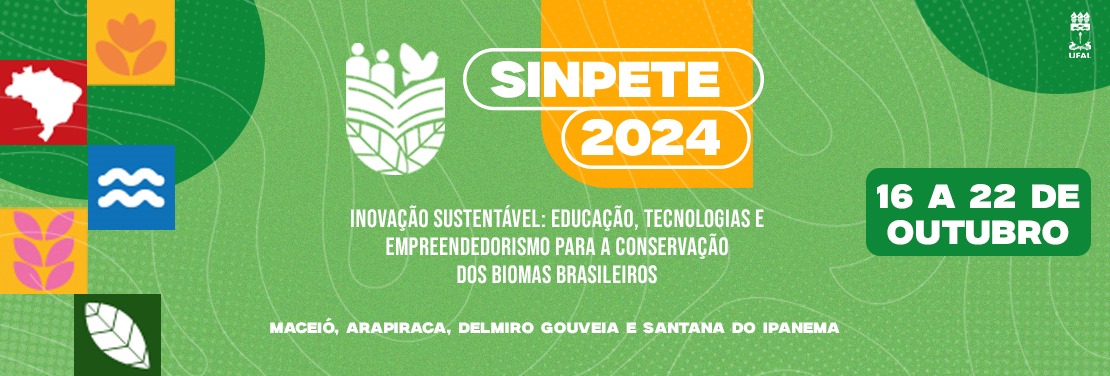 UFAL
SINPETE
2024
16 A 22 DE
OUTUBRO
INOVAÇÃO SUSTENTÁVEL: EDUCAÇÃO, TECNOLOGIAS E
EMPREENDEDORISMO PARA A CONSERVAÇÃO
DOS BIOMAS BRASILEIROS
MACEIÓ, ARAPIRACA, DELMIRO GOUVEIA E SANTANA DO IPANEMA